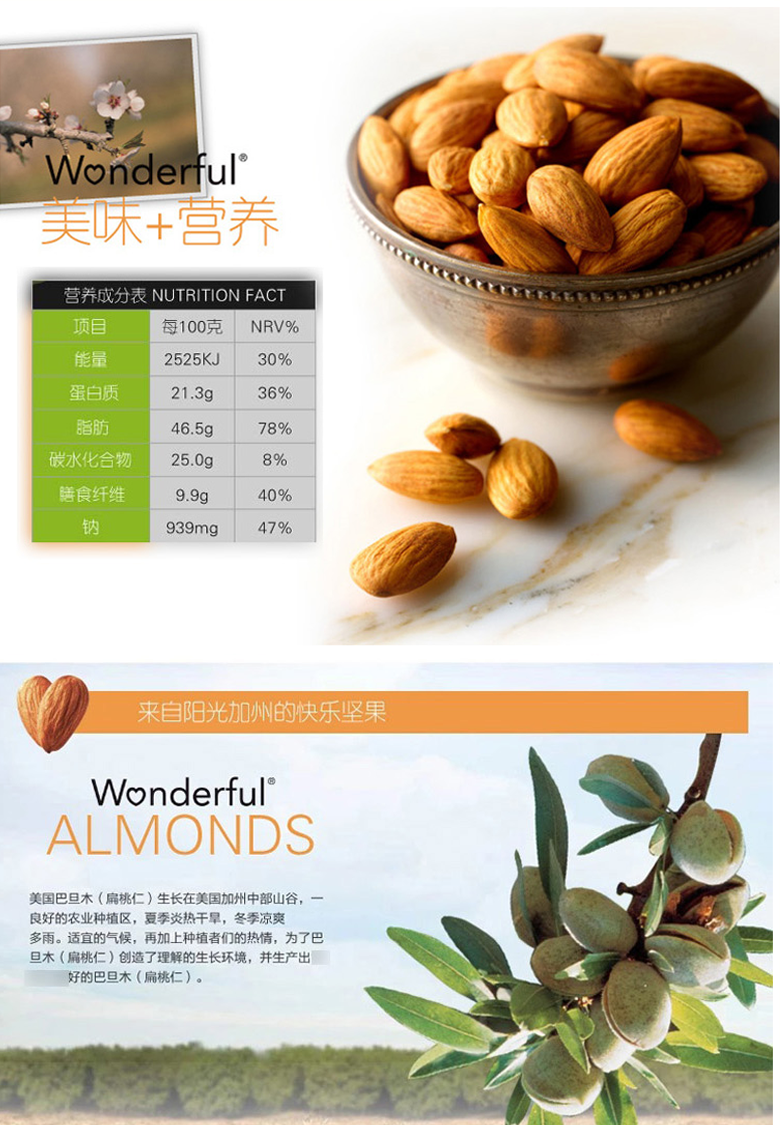 Wonderful®
美味+营养
营养成分表 NUTRITION FACT
项目 每100克 NRV%
能量 2525KJ 30%
蛋白质 21.3g 36%
脂肪 46.5g 78%
碳水化合物 25.0g 8%
膳食纤维 9.9g 40%
钠 939mg 47%
来自阳光加州的快乐坚果
Wonderful®
ALMONDS
美国巴旦木（扁桃仁）生长在美国加州中部山谷，一
良好的农业种植区，夏季炎热干旱，冬季凉爽
多雨。适宜的气候，再加上种植者们的热情，为了巴
旦木（扁桃仁）创造了理解的生长环境，并生产出
好的巴旦木（扁桃仁）。